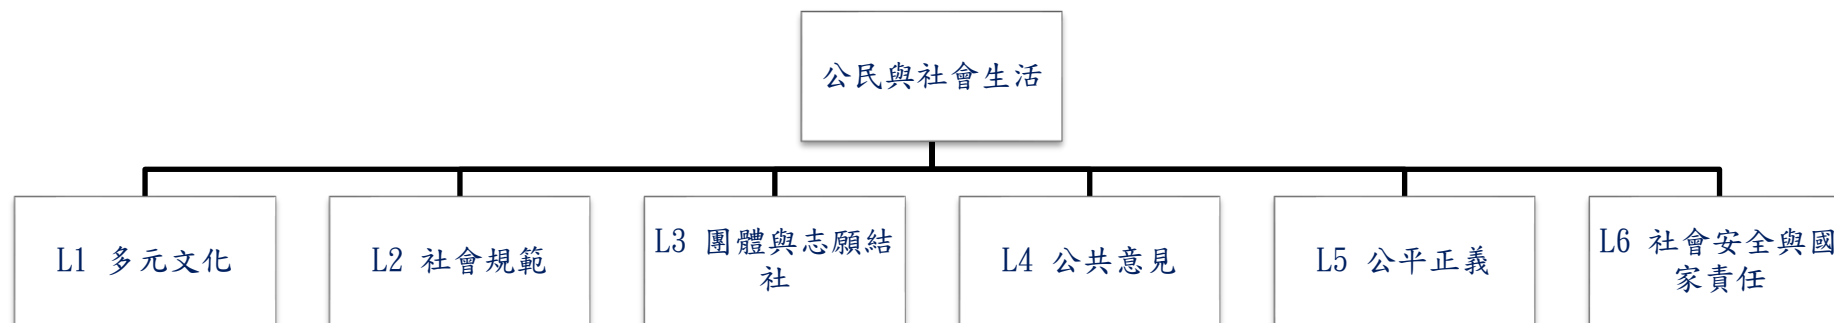 公民與社會生活
L1 多元文化
L2 社會規範
L3 團體與志願結
社
L4 公共意見
L5 公平正義
L6 社會安全與國
家責任